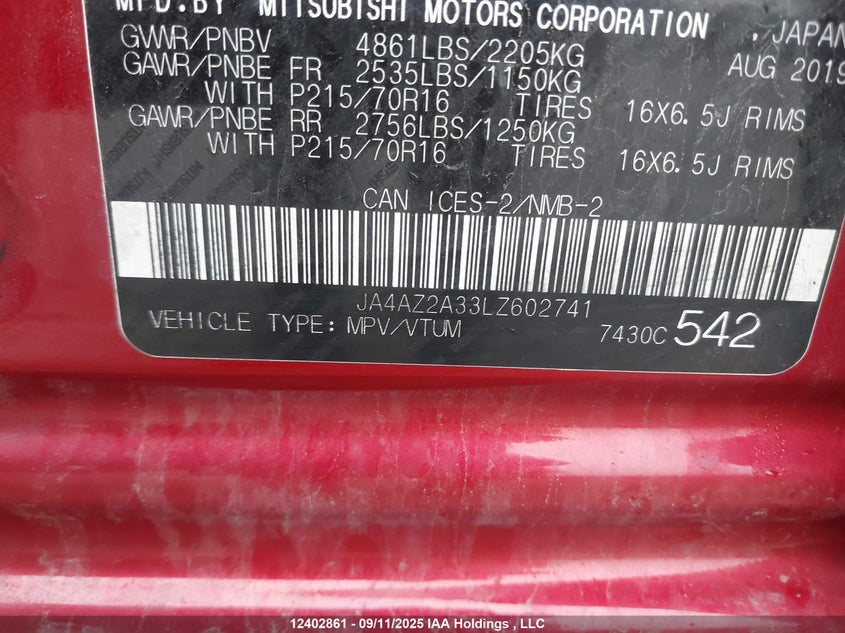 MFD.BY MITSUBISHI MOTORS CORPORATION , JAPAN
GVWR/PNBV 4861LBS/2205KG AUG 2019
GAWR/PNBE FR 2535LBS/1150KG
WITH P215/70R16 TIRES 16X6.5J RIMS
GAWR/PNBE RR 2756LBS/1250KG
WITH P215/70R16 TIRES 16X6.5J RIMS
CAN ICES-2/NMB-2
JA4AZ2A33LZ602741
VEHICLE TYPE: MPV/VTUM 7430C 542
12402861 - 09/11/2025 IAA Holdings , LLC